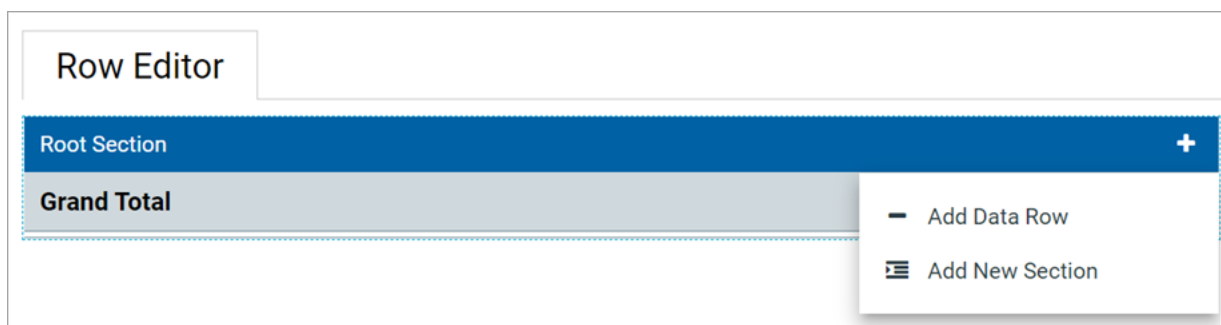 Row Editor
Root Section
Grand Total
Add Data Row
Add New Section